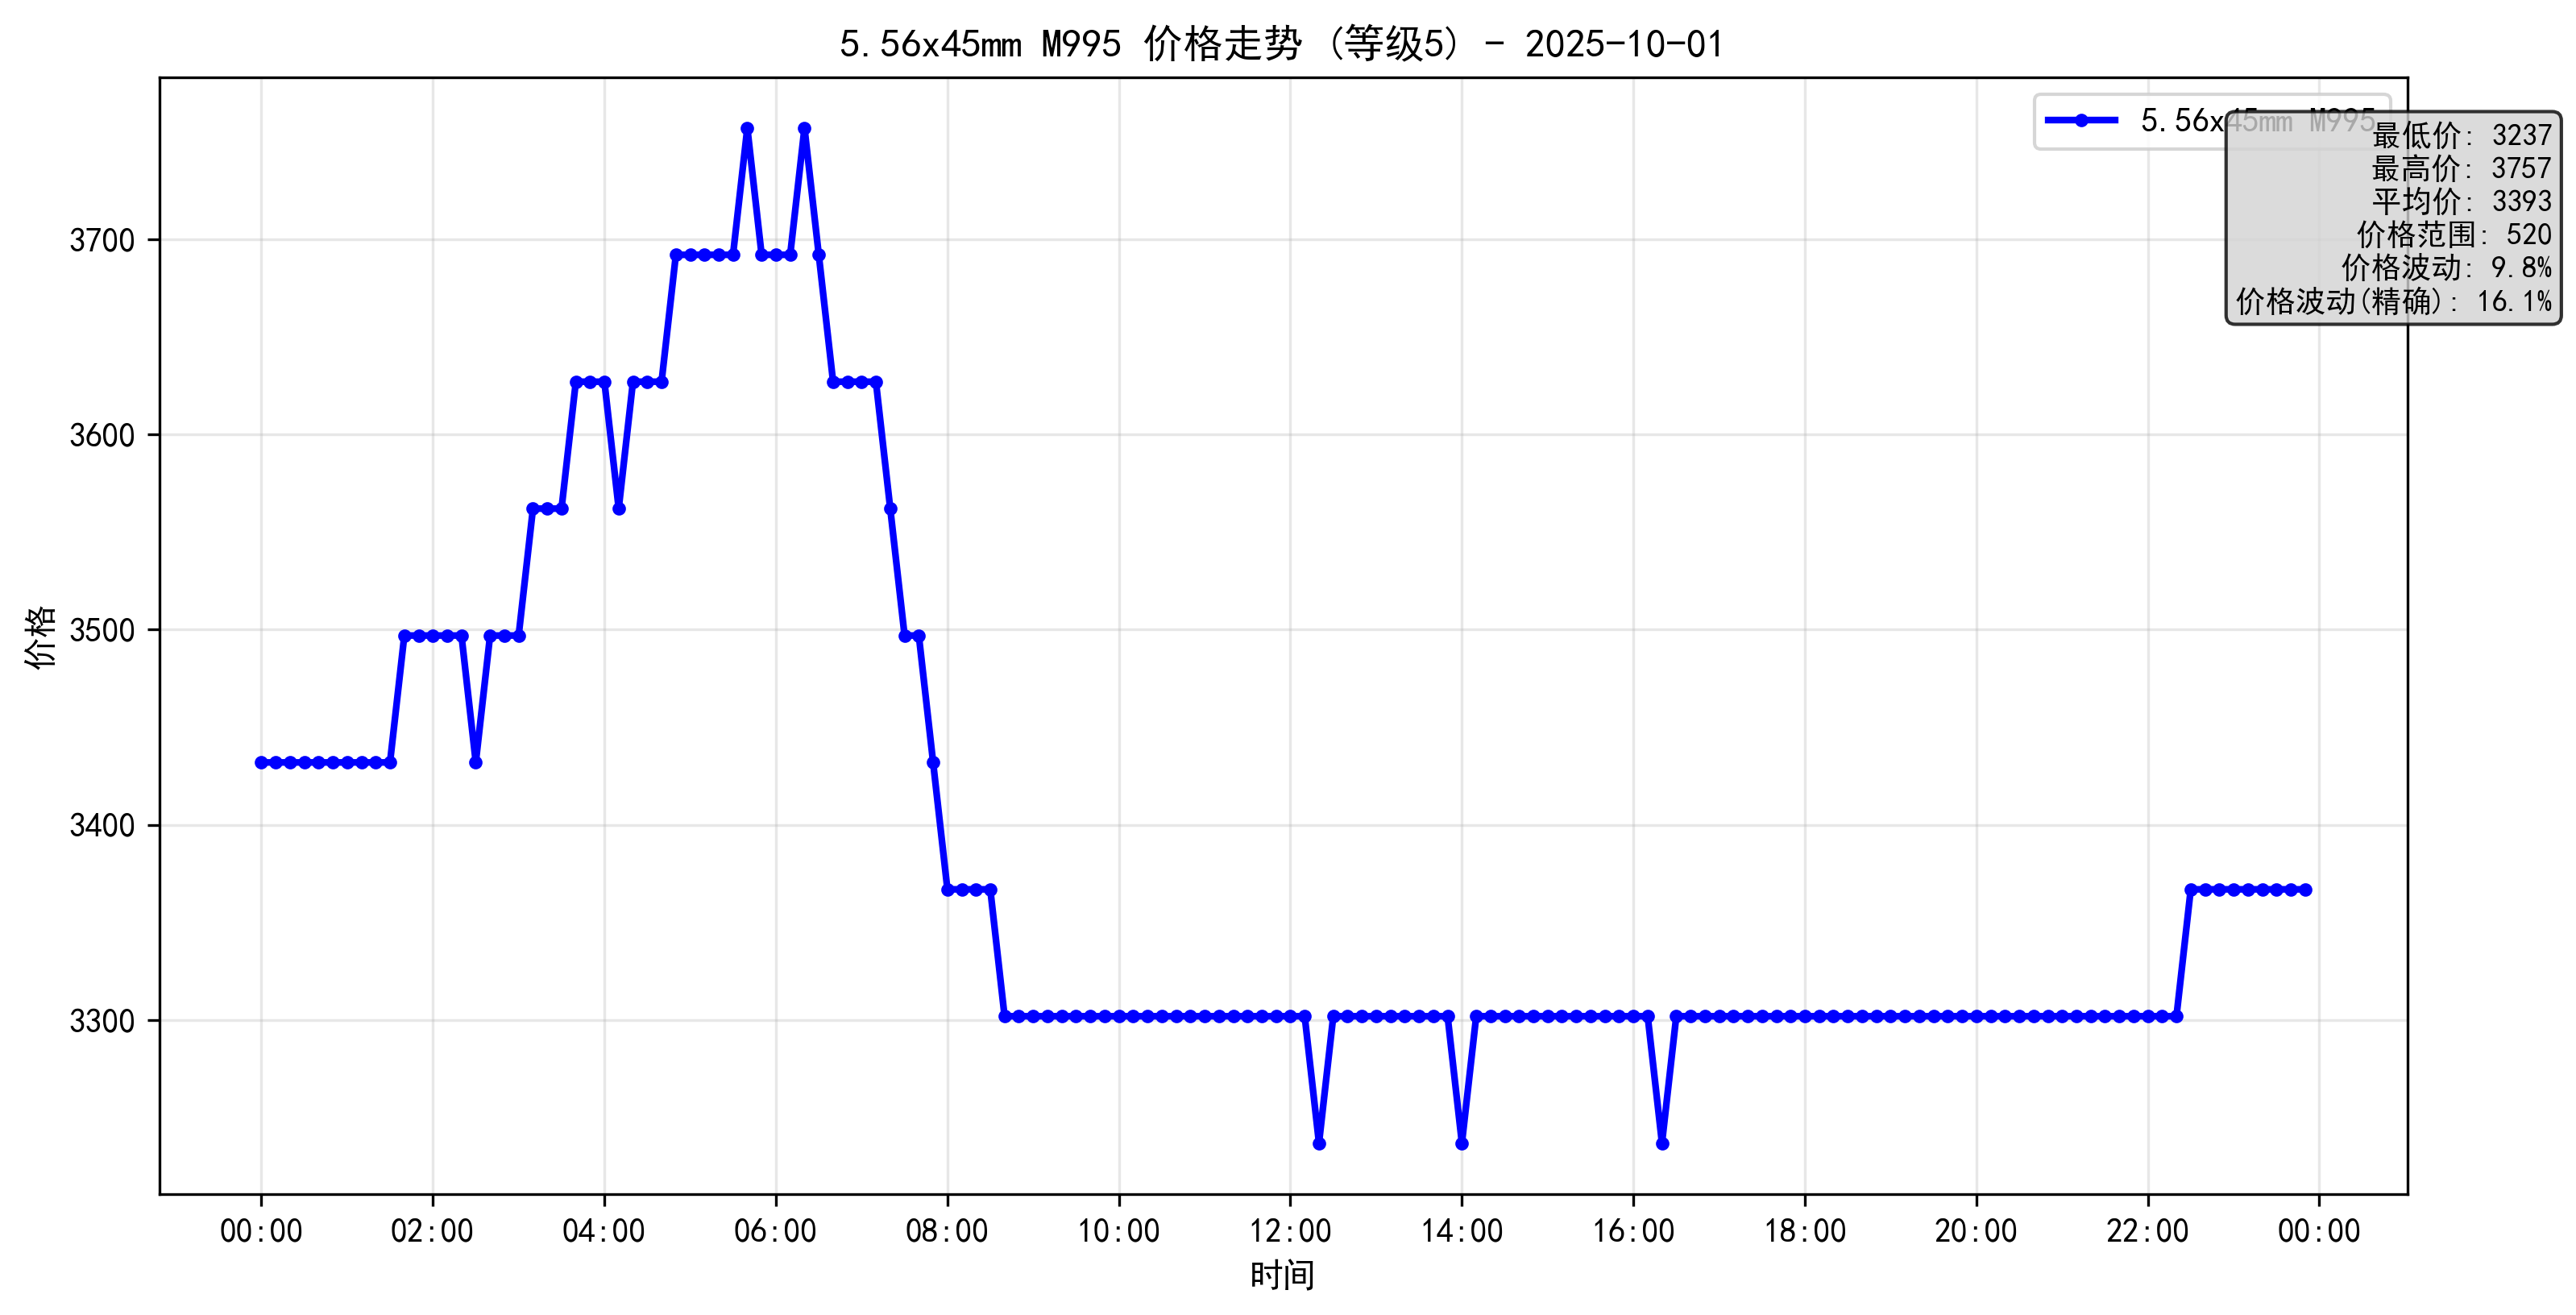 5.56x45mm M995 价格走势 (等级5) - 2025-10-01
5.56x45mm M995
最低价: 3237
最高价: 3757
平均价: 3393
价格范围: 520
价格波动: 9.8%
价格波动(精确): 16.1%
3700
3600
3500
3400
3300
价格
00:00 02:00 04:00 06:00 08:00 10:00 12:00 14:00 16:00 18:00 20:00 22:00 00:00
时间